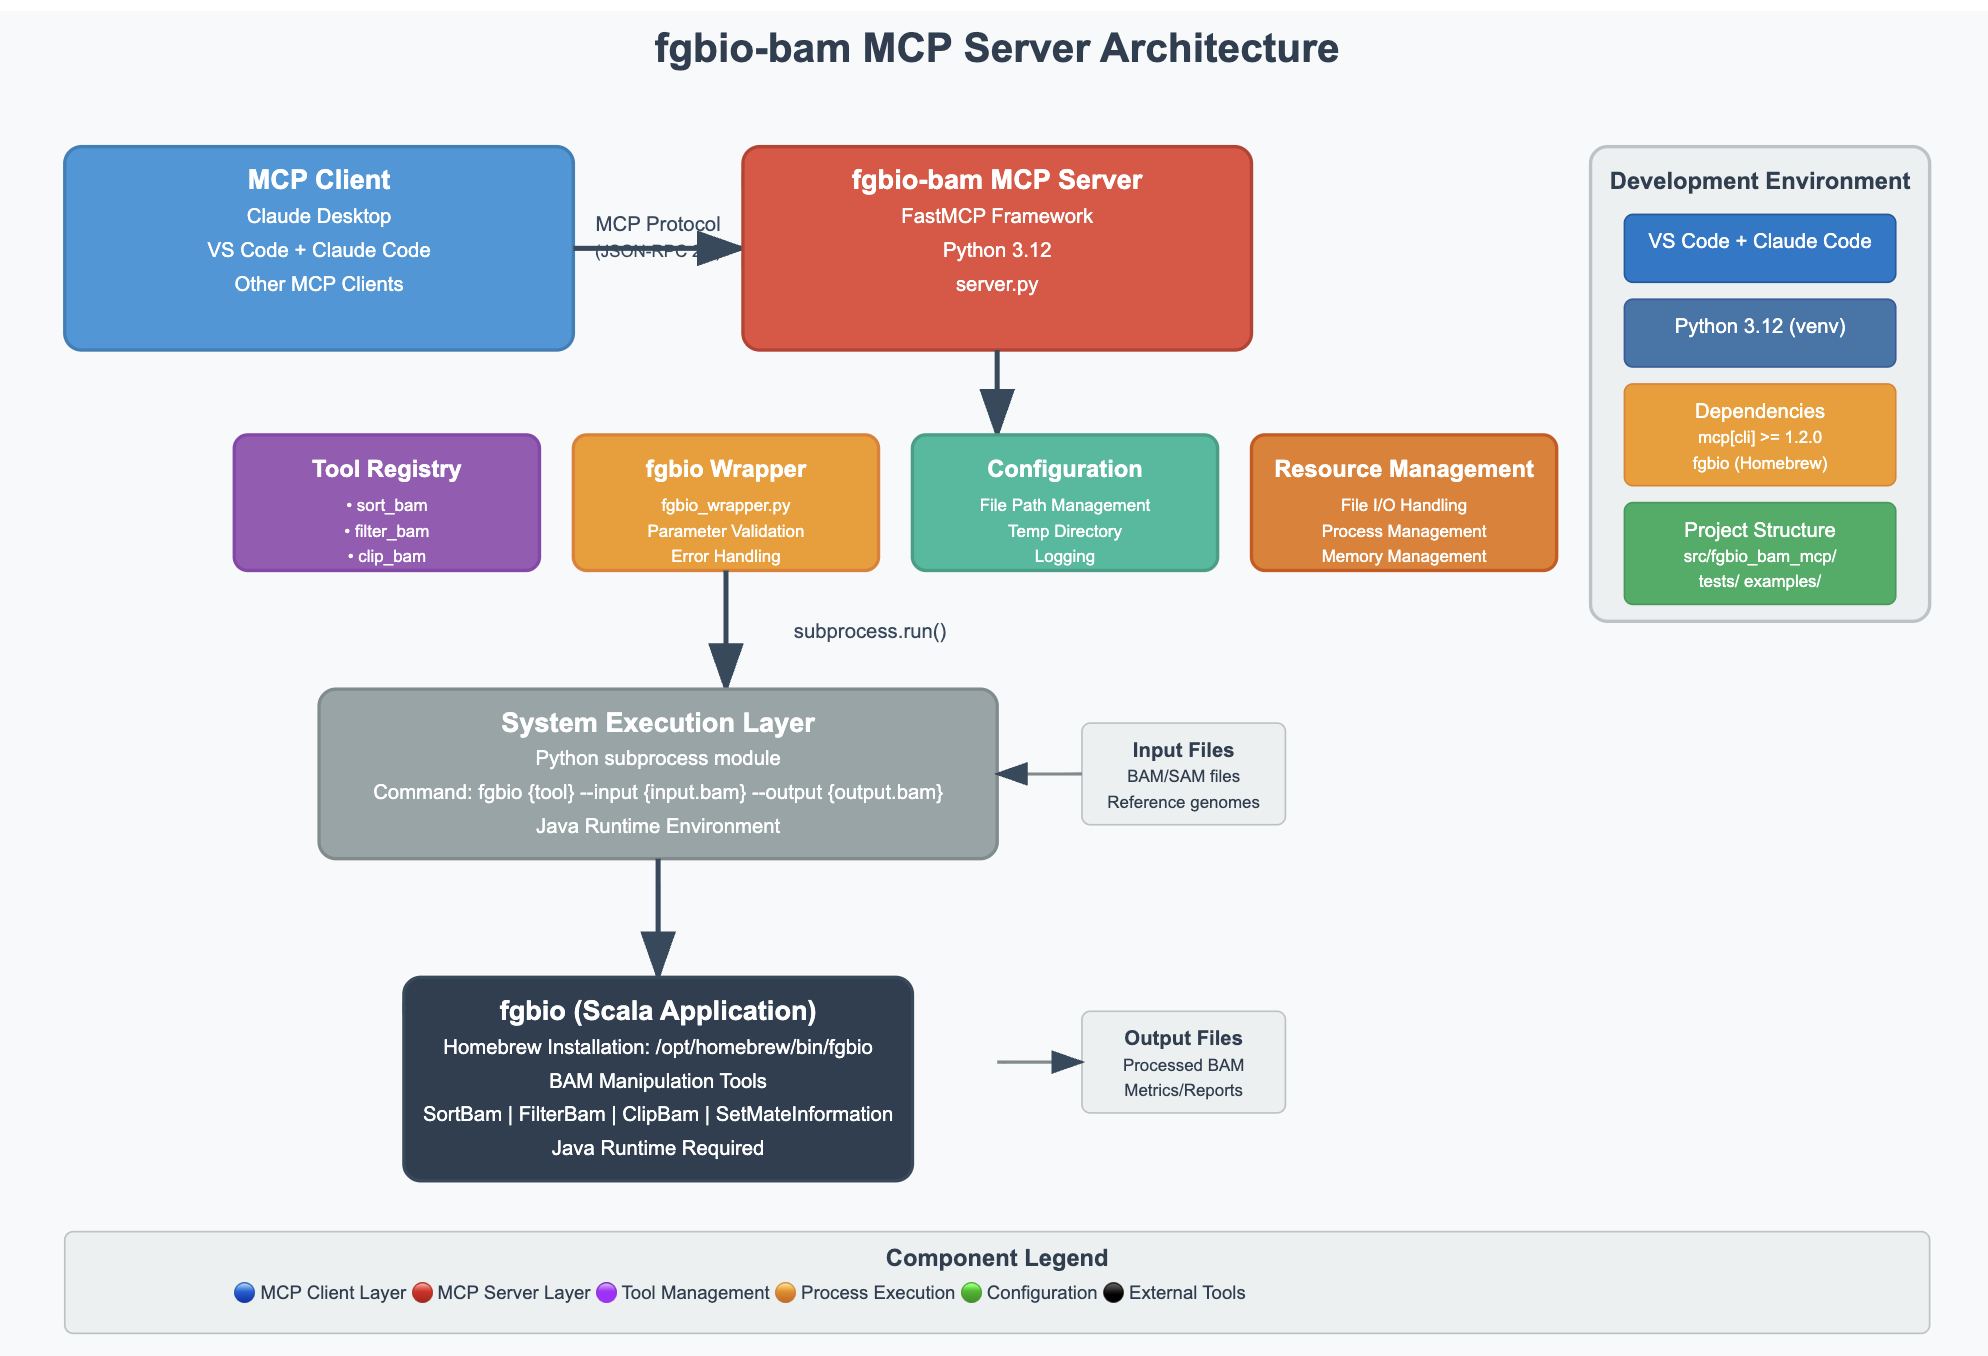 fgbio-bam MCP Server Architecture
MCP Client
Claude Desktop
VS Code + Claude Code
Other MCP Clients
MCP Protocol
(JSON-RPC
fgbio-bam MCP Server
FastMCP Framework
Python 3.12
server.py
Development Environment
VS Code + Claude Code
Python 3.12 (venv)
Dependencies
mcp[cli] >= 1.2.0
fgbio (Homebrew)
Project Structure
src/fgbio_bam_mcp/
tests/ examples/
Tool Registry
• sort_bam
• filter_bam
• clip_bam
fgbio Wrapper
fgbio_wrapper.py
Parameter Validation
Error Handling
Configuration
File Path Management
Temp Directory
Logging
Resource Management
File I/O Handling
Process Management
Memory Management
subprocess.run()
System Execution Layer
Python subprocess module
Command: fgbio {tool} --input {input.bam} --output {output.bam}
Java Runtime Environment
Input Files
BAM/SAM files
Reference genomes
fgbio (Scala Application)
Homebrew Installation: /opt/homebrew/bin/fgbio
BAM Manipulation Tools
SortBam | FilterBam | ClipBam | SetMateInformation
Java Runtime Required
Output Files
Processed BAM
Metrics/Reports
Component Legend
MCP Client Layer MCP Server Layer Tool Management Process Execution Configuration External Tools